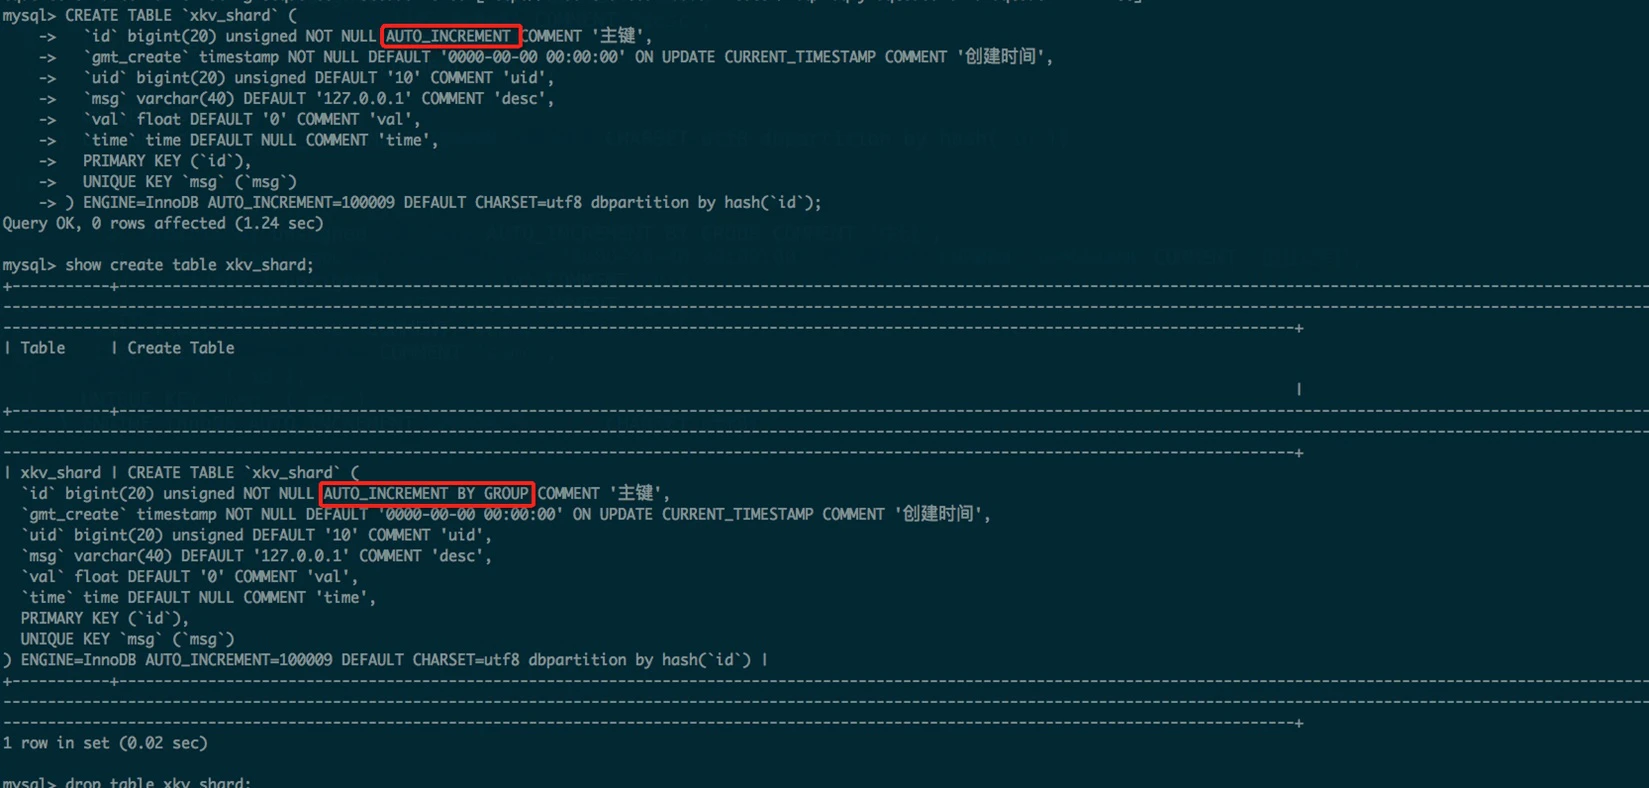 mysql> CREATE TABLE `xkv_shard` (
    -> `id` bigint(20) unsigned NOT NULL AUTO_INCREMENT COMMENT '主键',
    -> `gmt_create` timestamp NOT NULL DEFAULT '0000-00-00 00:00:00' ON UPDATE CURRENT_TIMESTAMP COMMENT '创建时间',
    -> `uid` bigint(20) unsigned DEFAULT '10' COMMENT 'uid',
    -> `msg` varchar(40) DEFAULT '127.0.0.1' COMMENT 'desc',
    -> `val` float DEFAULT '0' COMMENT 'val',
    -> `time` time DEFAULT NULL COMMENT 'time',
    -> PRIMARY KEY (`id`),
    -> UNIQUE KEY `msg` (`msg`)
    -> ) ENGINE=InnoDB AUTO_INCREMENT=100009 DEFAULT CHARSET=utf8 dbpartition by hash(`id`);
Query OK, 0 rows affected (1.24 sec)
mysql> show create table xkv_shard;
| Table | Create Table
|
| xkv_shard | CREATE TABLE `xkv_shard` (
`id` bigint(20) unsigned NOT NULL AUTO_INCREMENT BY GROUP COMMENT '主键',
`gmt_create` timestamp NOT NULL DEFAULT '0000-00-00 00:00:00' ON UPDATE CURRENT_TIMESTAMP COMMENT '创建时间',
`uid` bigint(20) unsigned DEFAULT '10' COMMENT 'uid',
`msg` varchar(40) DEFAULT '127.0.0.1' COMMENT 'desc',
`val` float DEFAULT '0' COMMENT 'val',
`time` time DEFAULT NULL COMMENT 'time',
PRIMARY KEY (`id`),
UNIQUE KEY `msg` (`msg`)
) ENGINE=InnoDB AUTO_INCREMENT=100009 DEFAULT CHARSET=utf8 dbpartition by hash(`id`) |
1 row in set (0.02 sec)
mysql> drop table xkv_shard;